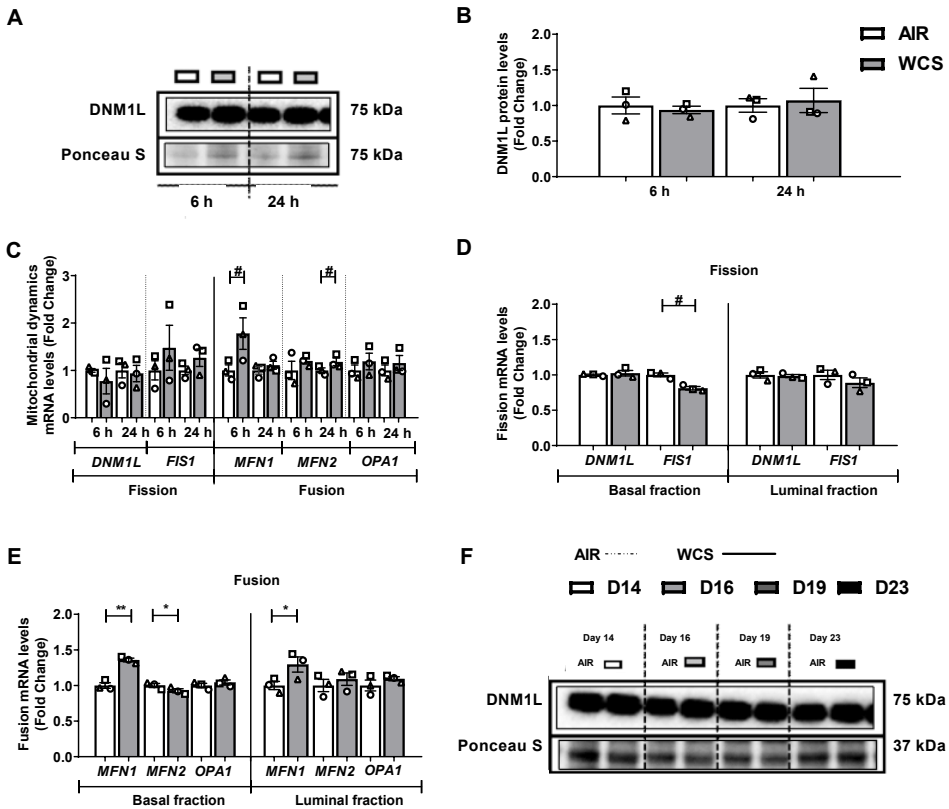 A
DNM1L
75 kDa
Ponceau S
75 kDa
6 h
24 h
B
DNM1L protein levels
(Fold Change)
2.0
1.5
1.0
0.5
0.0
6 h
24 h
AIR
WCS
C
Mitochondrial dynamics
mRNA levels (Fold Change)
3
2
1
0
#
#
6 h 24 h 6 h 24 h 6 h 24 h 6 h 24 h 6 h 24 h
DNM1L FIS1 MFN1 MFN2 OPA1
Fission Fusion
D
Fission
Fission mRNA levels
(Fold Change)
2.0
1.5
1.0
0.5
0.0
#
DNM1L FIS1 DNM1L FIS1
Basal fraction Luminal fraction
E
Fusion
Fusion mRNA levels
(Fold Change)
2.0
1.5
1.0
0.5
0.0
** * *
MFN1 MFN2 OPA1 MFN1 MFN2 OPA1
Basal fraction Luminal fraction
F
AIR WCS
D14 D16 D19 D23
Day 14 Day 16 Day 19 Day 23
AIR AIR AIR AIR
DNM1L
75 kDa
Ponceau S
37 kDa